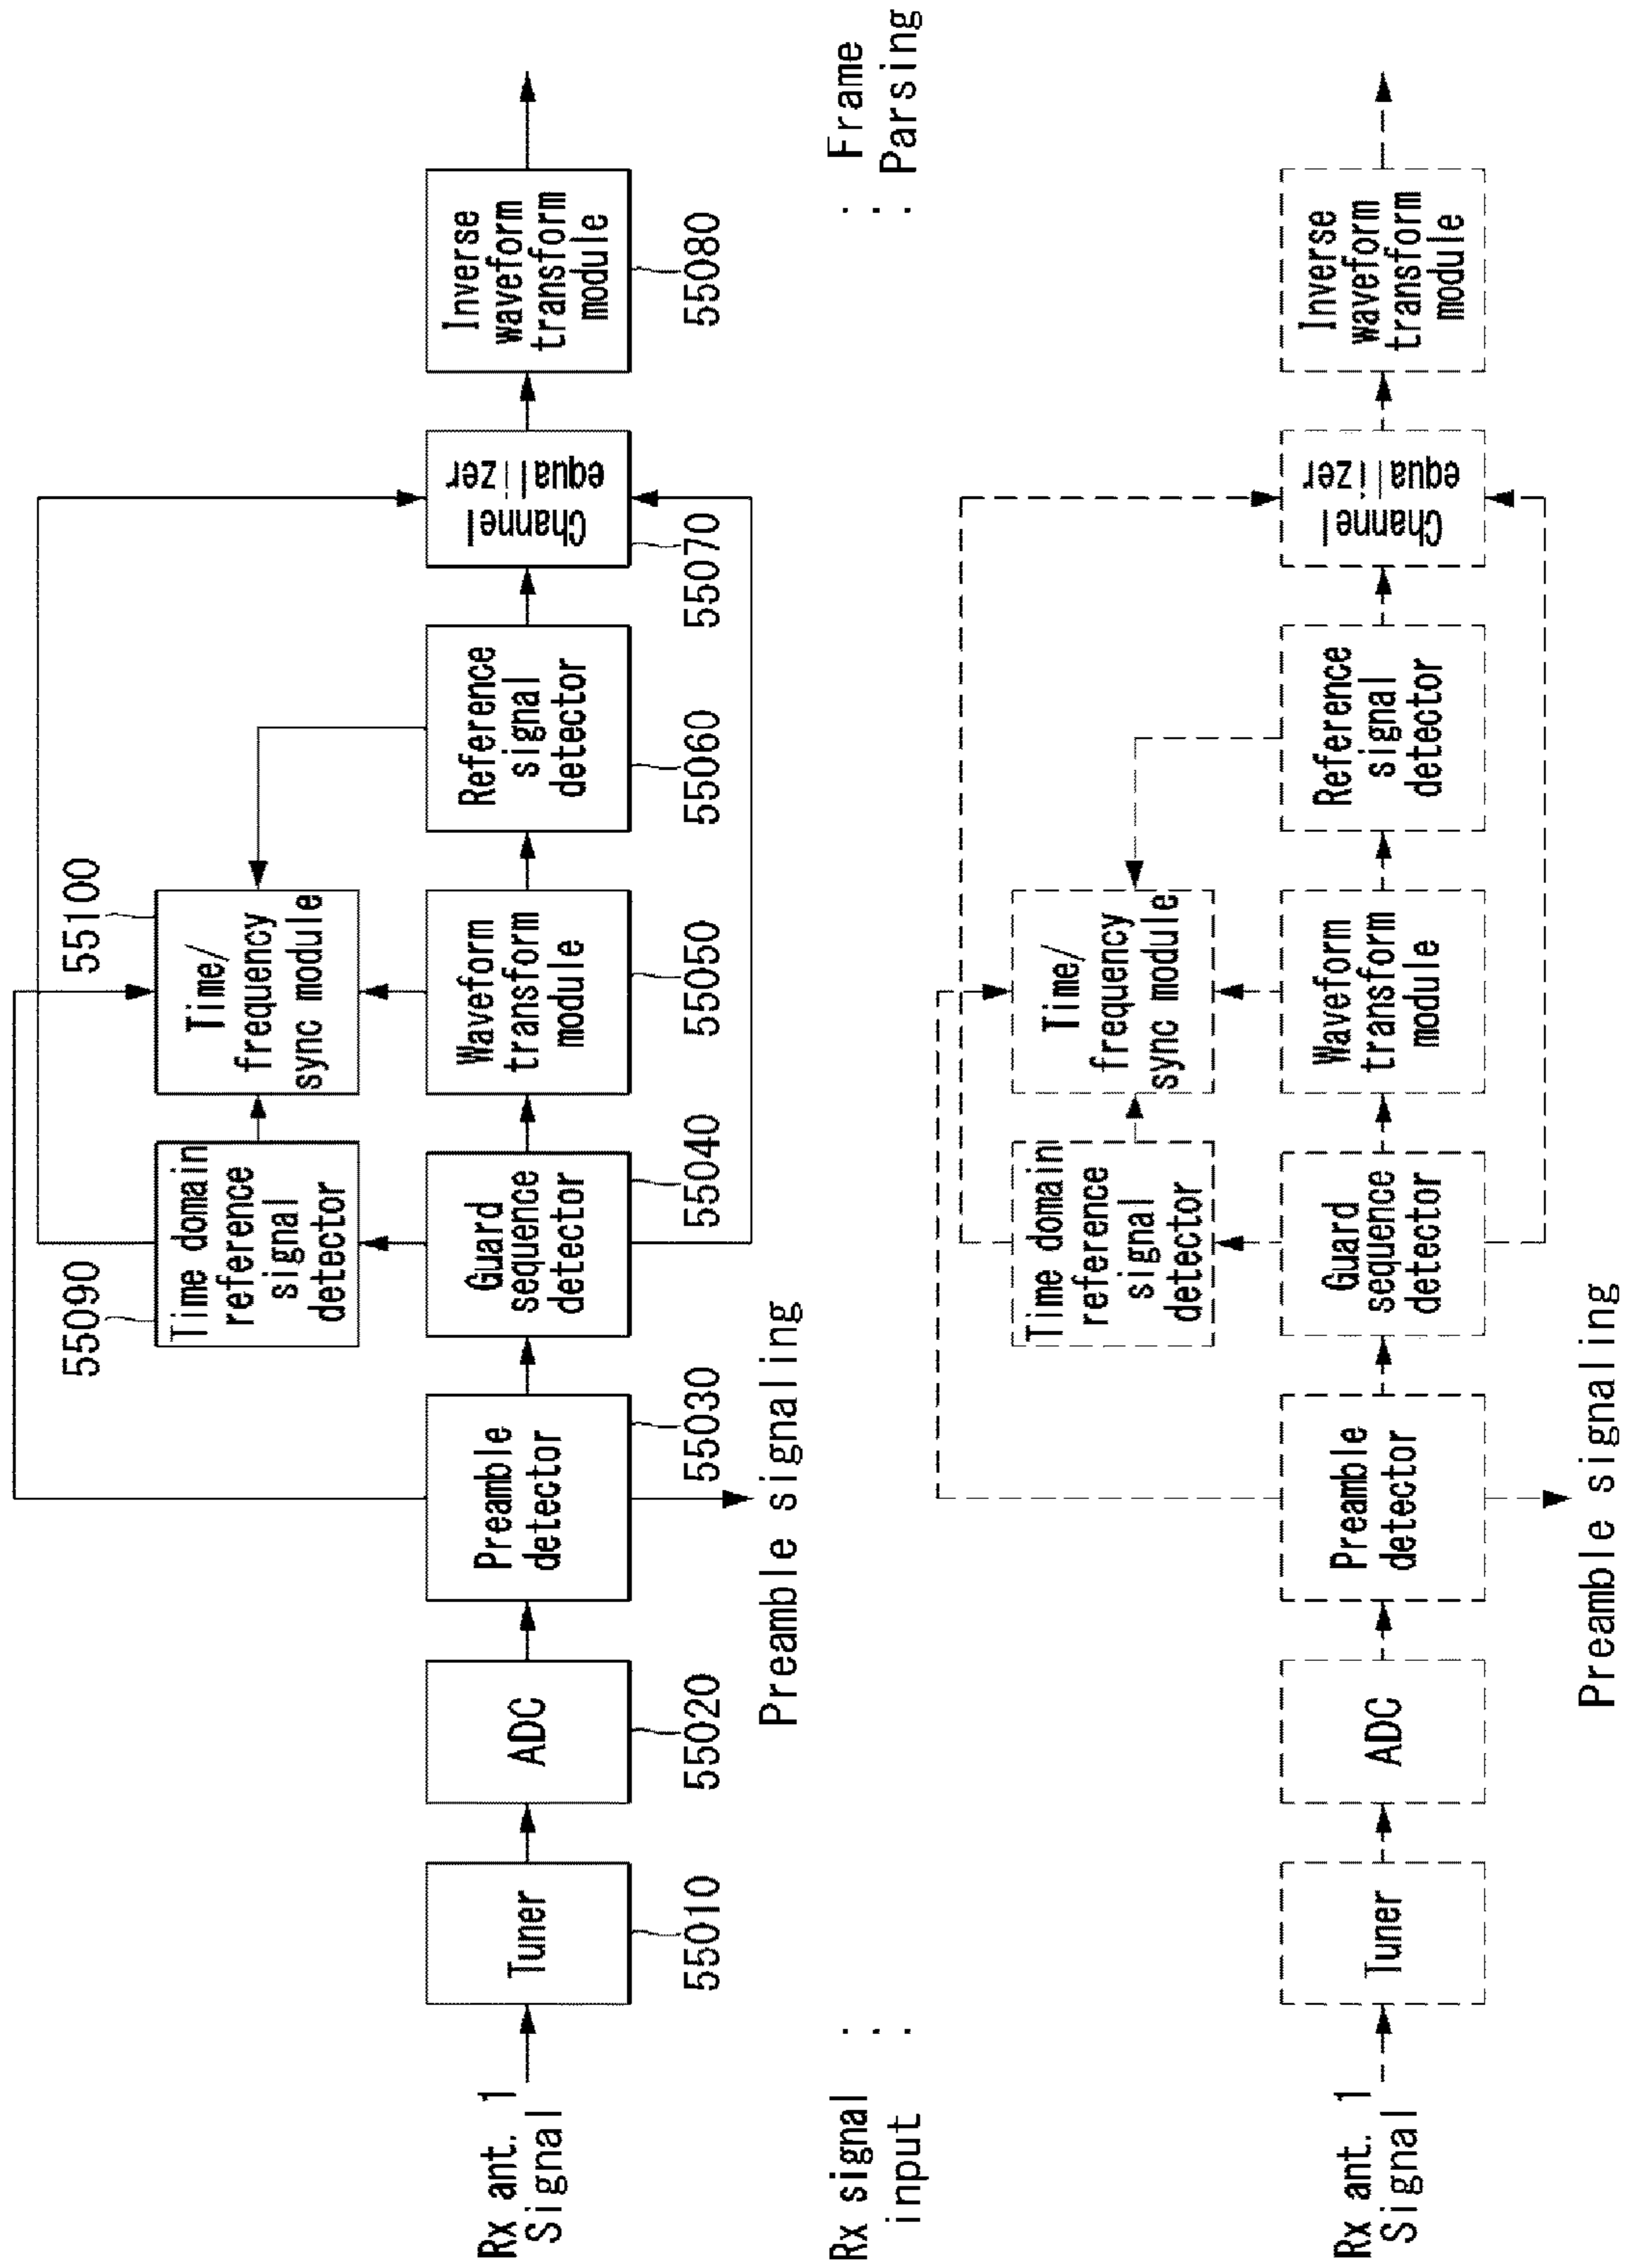 Rx ant. 1
Signal
Tuner
55010
ADC
55020
Preamble
detector
55030
Preamble signaling
Guard
sequence
detector
55040
Time domain
reference
signal
detector
55090
Waveform
transform
module
55050
Time/
frequency
sync module
55100
Reference
signal
detector
55060
Channel
equalizer
55070
Inverse
waveform
transform
module
55080
Rx signal
input
Frame
Parsing
Rx ant. 1
Signal
Tuner
ADC
Preamble
detector
Preamble signaling
Guard
sequence
detector
Time domain
reference
signal
detector
Waveform
transform
module
Time/
frequency
sync module
Reference
signal
detector
Channel
equalizer
Inverse
waveform
transform
module